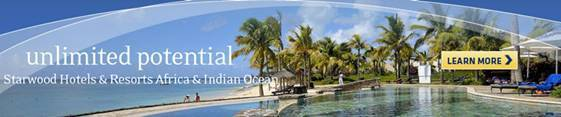 unlimited potential
Starwood Hotels & Resorts Africa & Indian Ocean
LEARN MORE